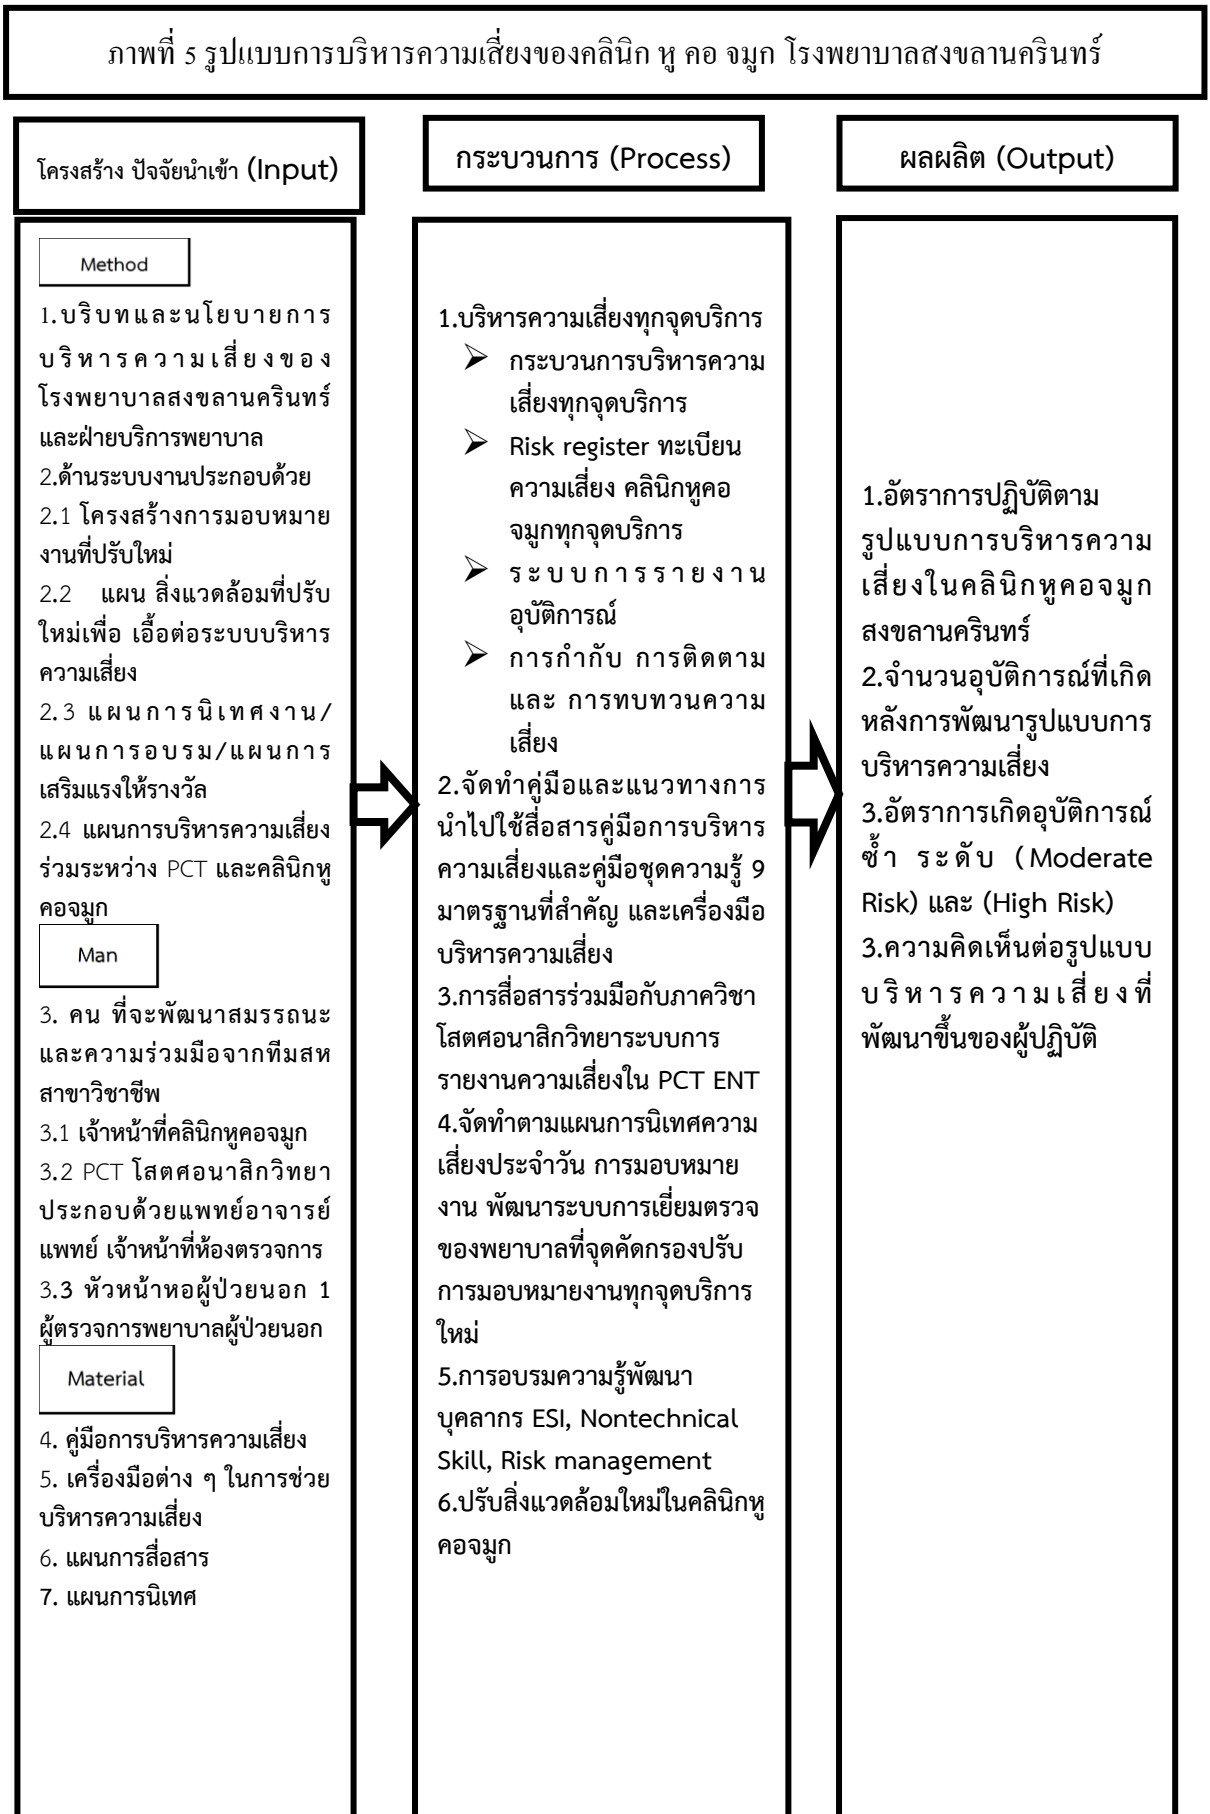 ภาพที่ 5 รูปแบบการบริหารความเสี่ยงของคลินิก หู คอ จมูก โรงพยาบาลสงขลานครินทร์
โครงสร้าง ปัจจัยนำเข้า (Input)
Method
1.บริบทและนโยบายการ
บริหารความเสี่ยงของ
โรงพยาบาลสงขลานครินทร์
และฝ่ายบริการพยาบาล
2.ด้านระบบงานประกอบด้วย
2.1 โครงสร้างการมอบหมาย
งานที่ปรับใหม่
2.2 แผน สิ่งแวดล้อมที่ปรับ
ใหม่เพื่อ เอื้อต่อระบบบริหาร
ความเสี่ยง
2.3 แผนการนิเทศงาน/
แผนการอบรม/แผนการ
เสริมแรงให้รางวัล
2.4 แผนการบริหารความเสี่ยง
ร่วมระหว่าง PCT และคลินิกหู
คอจมูก
Man
3. คน ที่จะพัฒนาสมรรถนะ
และความร่วมมือจากทีมสห
สาขาวิชาชีพ
3.1 เจ้าหน้าที่คลินิกหูคอจมูก
3.2 PCT โสตศอนาสิกวิทยา
ประกอบด้วยแพทย์อาจารย์
แพทย์ เจ้าหน้าที่ห้องตรวจการ
3.3 หัวหน้าหอผู้ป่วยนอก 1
ผู้ตรวจการพยาบาลผู้ป่วยนอก
Material
4. คู่มือการบริหารความเสี่ยง
5. เครื่องมือต่าง ๆ ในการช่วย
บริหารความเสี่ยง
6. แผนการสื่อสาร
7. แผนการนิเทศ
กระบวนการ (Process)
1.บริหารความเสี่ยงทุกจุดบริการ
➢ กระบวนการบริหารความ
เสี่ยงทุกจุดบริการ
➢ Risk register ทะเบียน
ความเสี่ยง คลินิกหูคอ
จมูกทุกจุดบริการ
➢ ระบบการรายงาน
อุบัติการณ์
➢ การกำกับ การติดตาม
และ การทบทวนความ
เสี่ยง
2.จัดทำคู่มือและแนวทางการ
นำไปใช้สื่อสารคู่มือการบริหาร
ความเสี่ยงและคู่มือชุดความรู้ 9
มาตรฐานที่สำคัญ และเครื่องมือ
บริหารความเสี่ยง
3.การสื่อสารร่วมมือกับภาควิชา
โสตศอนาสิกวิทยาระบบการ
รายงานความเสี่ยงใน PCT ENT
4.จัดทำตามแผนการนิเทศความ
เสี่ยงประจำวัน การมอบหมาย
งาน พัฒนาระบบการเยี่ยมตรวจ
ของพยาบาลที่จุดคัดกรองปรับ
การมอบหมายงานทุกจุดบริการ
ใหม่
5.การอบรมความรู้พัฒนา
บุคลากร ESI, Nontechnical
Skill, Risk management
6.ปรับสิ่งแวดล้อมใหม่ในคลินิกหู
คอจมูก
ผลผลิต (Output)
1.อัตราการปฏิบัติตาม
รูปแบบการบริหารความ
เสี่ยงในคลินิกหูคอจมูก
สงขลานครินทร์
2.จำนวนอุบัติการณ์ที่เกิด
หลังการพัฒนารูปแบบการ
บริหารความเสี่ยง
3.อัตราการเกิดอุบัติการณ์
ซ้ำ ระดับ (Moderate
Risk) และ (High Risk)
3.ความคิดเห็นต่อรูปแบบ
บริหารความเสี่ยงที่
พัฒนาขึ้นของผู้ปฏิบัติ